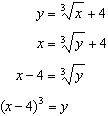 y = ∛x + 4
x = ∛y + 4
x − 4 = ∛y
(x − 4)³ = y